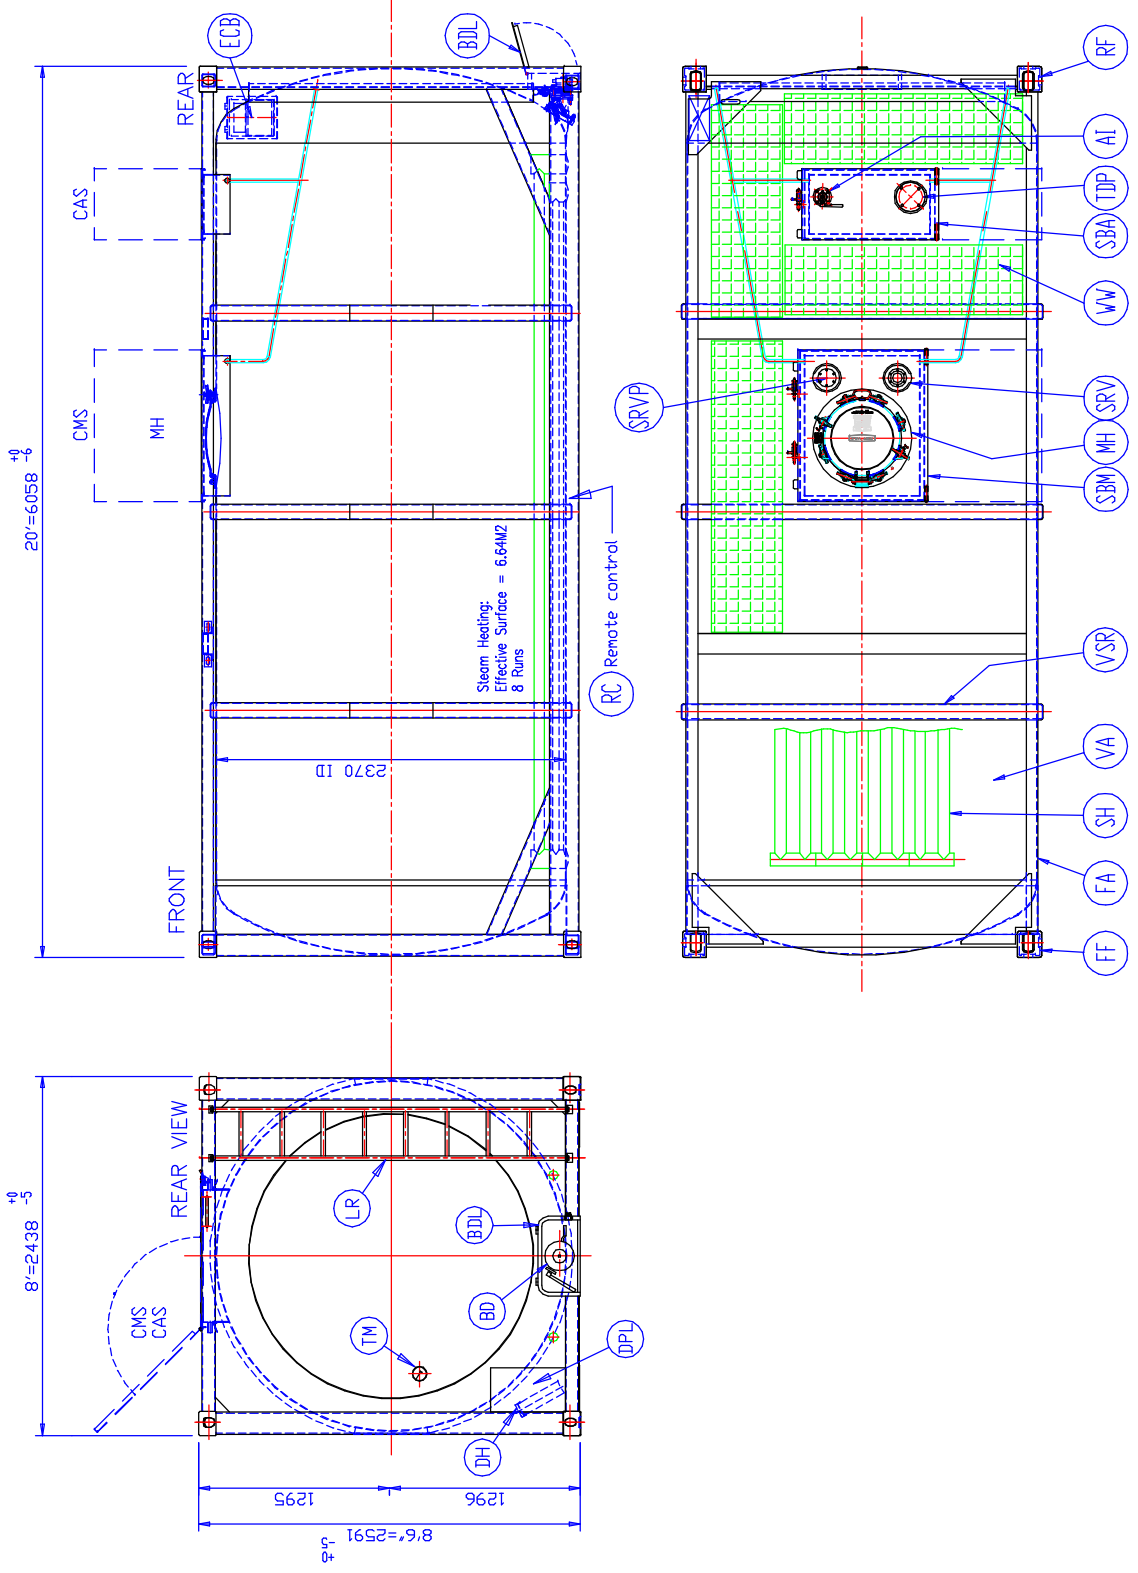 20'=6058 +0 -6
CMS
CAS
FRONT
MH
REAR
ECB
BDL
2370 ID
Steam Heating:
Effective Surface = 6.64M2
8 Runs
RC
Remote control
8'=2438 +0 -5
CMS
CAS
REAR VIEW
TM
LR
DH
BD
BDL
DPL
1295
1296
8'6"=2591 +0 -5
SRVP
FF
FA
SH
VA
VSR
SBM
MH
SRV
WW
SBA
TDP
AI
RF